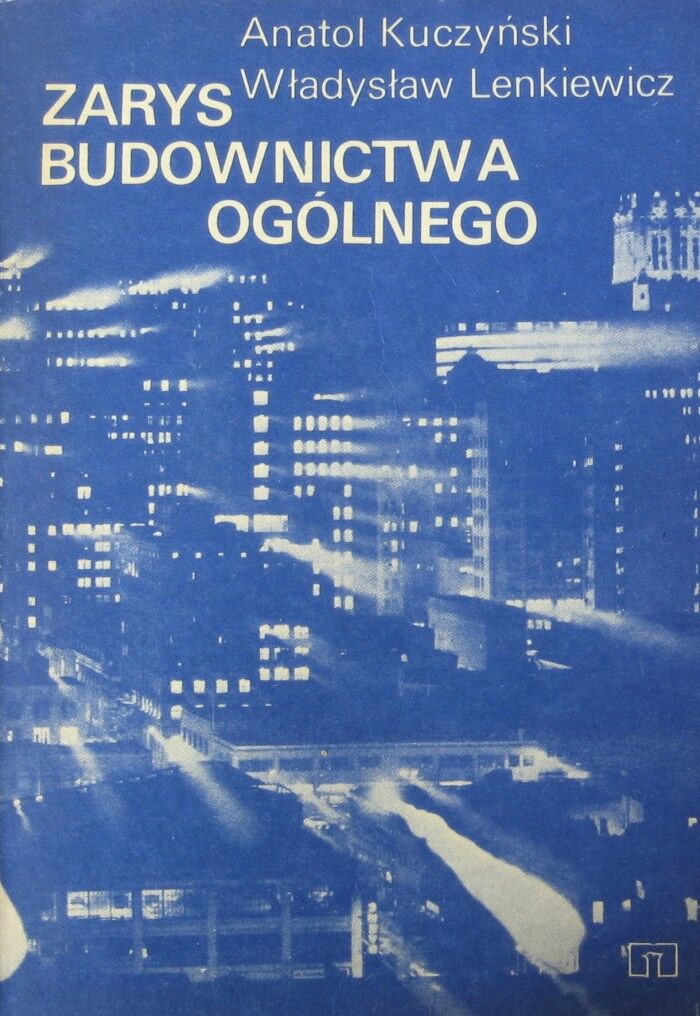 Anatol Kuczyński
Władysław Lenkiewicz
ZARYS
BUDOWNICTWA
OGÓLNEGO